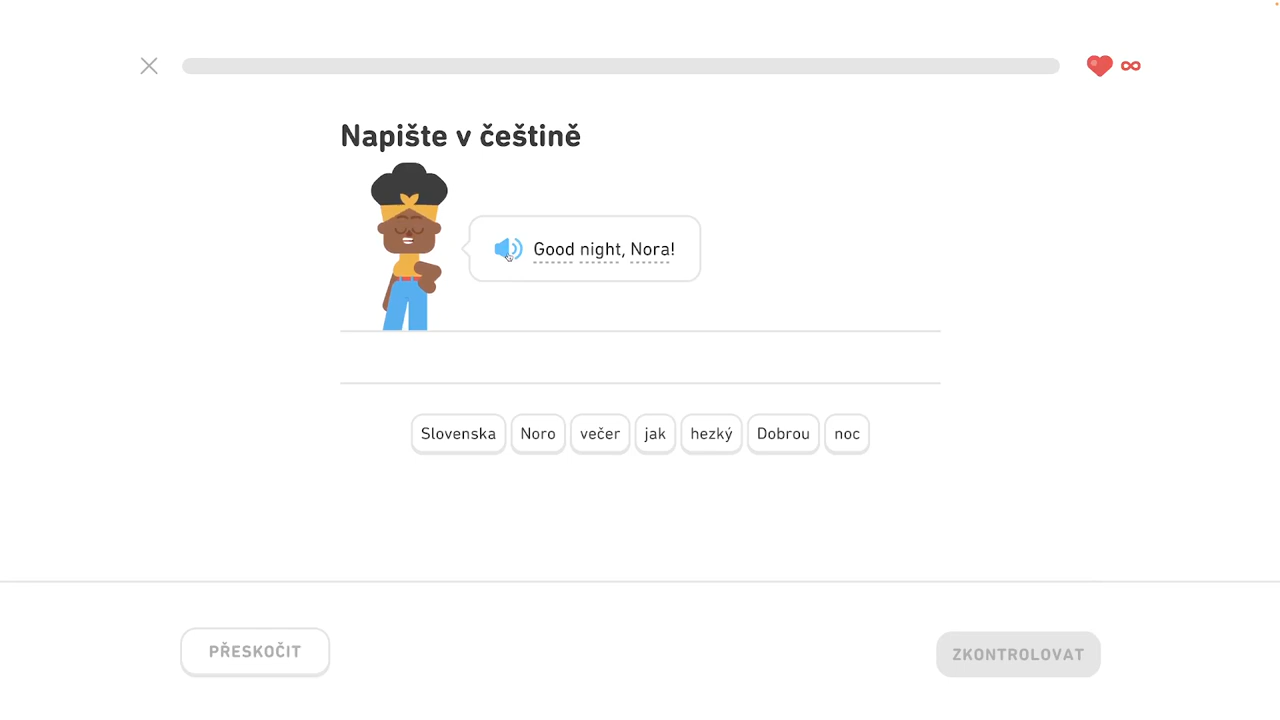 ∞
Napište v češtině
Good night, Nora!
Slovenska Noro večer jak hezký Dobrou noc
PŘESKOČIT ZKONTROLOVAT